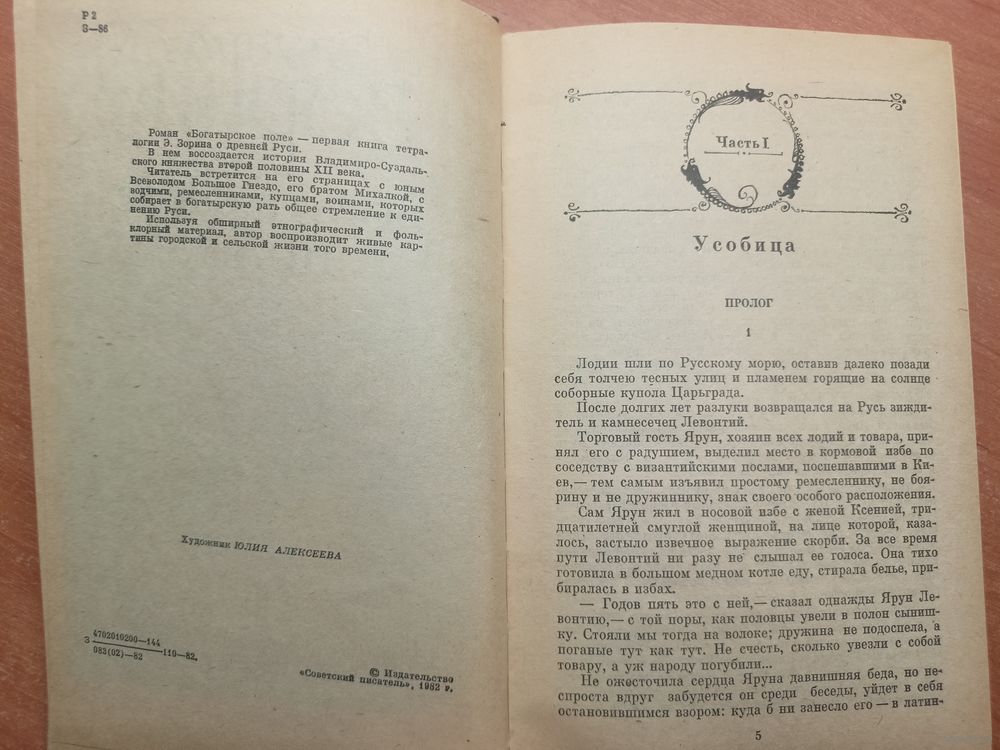 Р 2
З—86
Роман «Богатырское поле» — первая книга тетра-
логии Э. Зорина о древней Руси.
В нем воссоздается история Владимиро-Суздаль-
ского княжества второй половины XII века.
Читатель встретится на его страницах с юным
Всеволодом Большое Гнездо, его братом Михалкой, с
водчими, ремесленниками, купцами, воинами, которых
собирает в богатырскую рать общее стремление к еди-
нению Руси.
Используя обширный этнографический и фоль-
клорный материал, автор воспроизводит живые кар-
тины городской и сельской жизни того времени,
Художник ЮЛИЯ АЛЕКСЕЕВА
З 4702010200—144
083(02)—82 110—82.
© Издательство
«Советский писатель», 1982 г,
Часть I
Усобица
ПРОЛОГ
1
Лодии шли по Русскому морю, оставив далеко позади
себя толчею тесных улиц и пламенем горящие на солнце
соборные купола Царьграда.
После долгих лет разлуки возвращался на Русь зижди-
тель и камнесечец Левонтий.
Торговый гость Ярун, хозяин всех лодий и товара, при-
нял его с радушием, выделил место в кормовой избе по
соседству с византийскими послами, поспешавшими в Ки-
ев,— тем самым изъявил простому ремесленнику, не боя-
рину и не дружиннику, знак своего особого расположения.
Сам Ярун жил в носовой избе с женой Ксенией, три-
дцатилетней смуглой женщиной, на лице которой, каза-
лось, застыло извечное выражение скорби. За все время
пути Левонтий ни разу не слышал ее голоса. Она тихо
готовила в большом медном котле еду, стирала белье, при-
биралась в избах.
— Годов пять это с ней,— сказал однажды Ярун Ле-
вонтию,— с той поры, как половцы увели в полон сыниш-
ку. Стояли мы тогда на волоке; дружина не подоспела, а
поганые тут как тут. Не счесть, сколько увезли с собой
товару, а уж народу погубили...
Не ожесточила сердца Яруна давнишняя беда, но не-
спроста вдруг забудется он среди беседы, уйдет в себя
остановившимся взором: куда б ни занесло его — в латин-
5